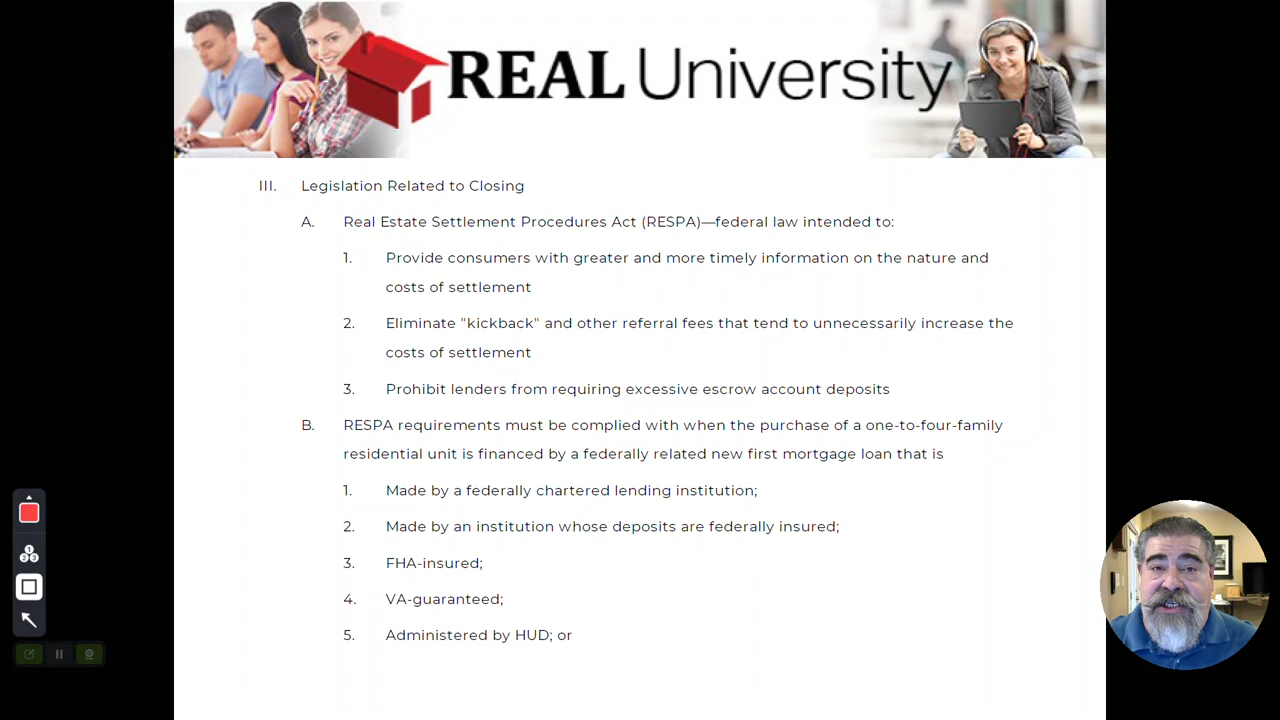 REAL University
III. Legislation Related to Closing
A. Real Estate Settlement Procedures Act (RESPA)—federal law intended to:
1. Provide consumers with greater and more timely information on the nature and
costs of settlement
2. Eliminate "kickback" and other referral fees that tend to unnecessarily increase the
costs of settlement
3. Prohibit lenders from requiring excessive escrow account deposits
B. RESPA requirements must be complied with when the purchase of a one-to-four-family
residential unit is financed by a federally related new first mortgage loan that is
1. Made by a federally chartered lending institution;
2. Made by an institution whose deposits are federally insured;
3. FHA-insured;
4. VA-guaranteed;
5. Administered by HUD; or